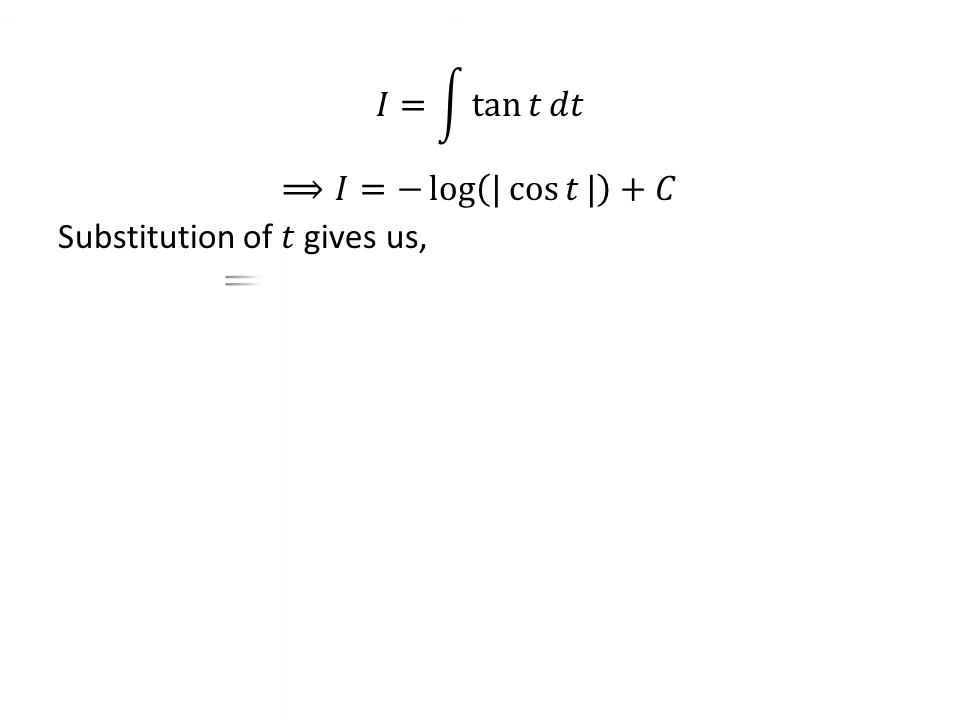 I = ∫ tan t dt
⟹ I = − log(| cos t |) + C
Substitution of t gives us,